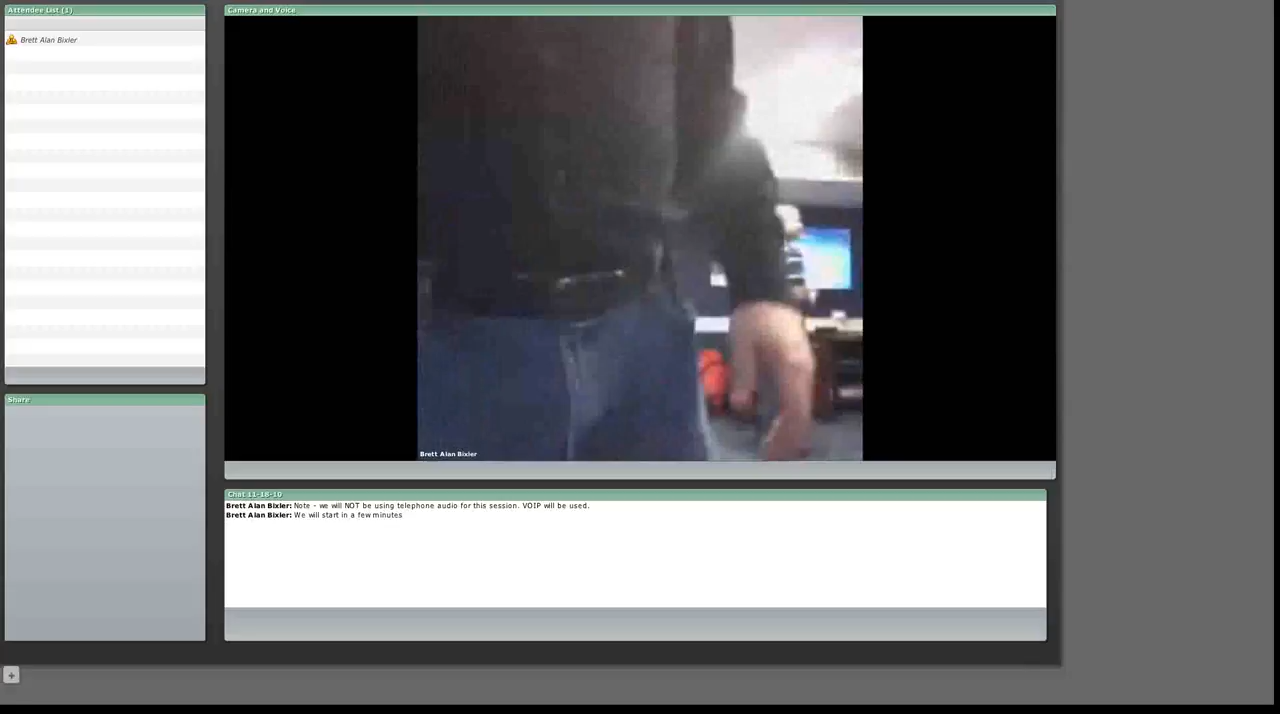 Attendee List (1)
Brett Alan Bixler
Camera and Voice
Brett Alan Bixler
Share
Chat 11-18-10
Brett Alan Bixler: Note - we will NOT be using telephone audio for this session. VOIP will be used.
Brett Alan Bixler: We will start in a few minutes